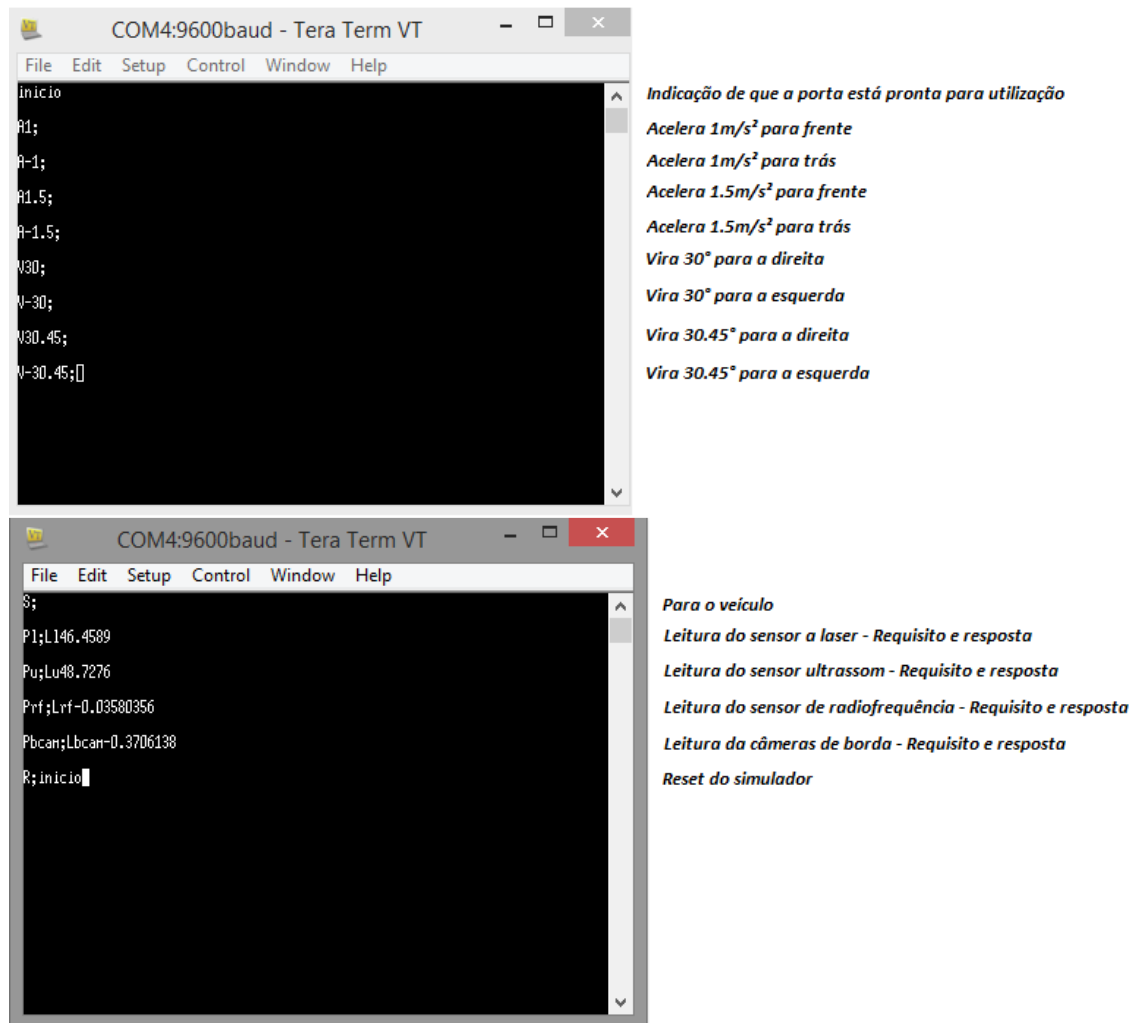 COM4:9600baud - Tera Term VT
File Edit Setup Control Window Help
inicio
Indicação de que a porta está pronta para utilização
A1;
Acelera 1m/s² para frente
A-1;
Acelera 1m/s² para trás
A1.5;
Acelera 1.5m/s² para frente
A-1.5;
Acelera 1.5m/s² para trás
V30;
Vira 30° para a direita
V-30;
Vira 30° para a esquerda
V30.45;
Vira 30.45° para a direita
V-30.45;
Vira 30.45° para a esquerda
COM4:9600baud - Tera Term VT
File Edit Setup Control Window Help
S;
Para o veículo
Pl;Ll46.4589
Leitura do sensor a laser - Requisito e resposta
Pu;Lu48.7276
Leitura do sensor ultrassom - Requisito e resposta
Prf;Lrf-0.03580356
Leitura do sensor de radiofrequência - Requisito e resposta
Pbcam;Lbcam-0.3706138
Leitura da câmeras de borda - Requisito e resposta
R;inicio
Reset do simulador